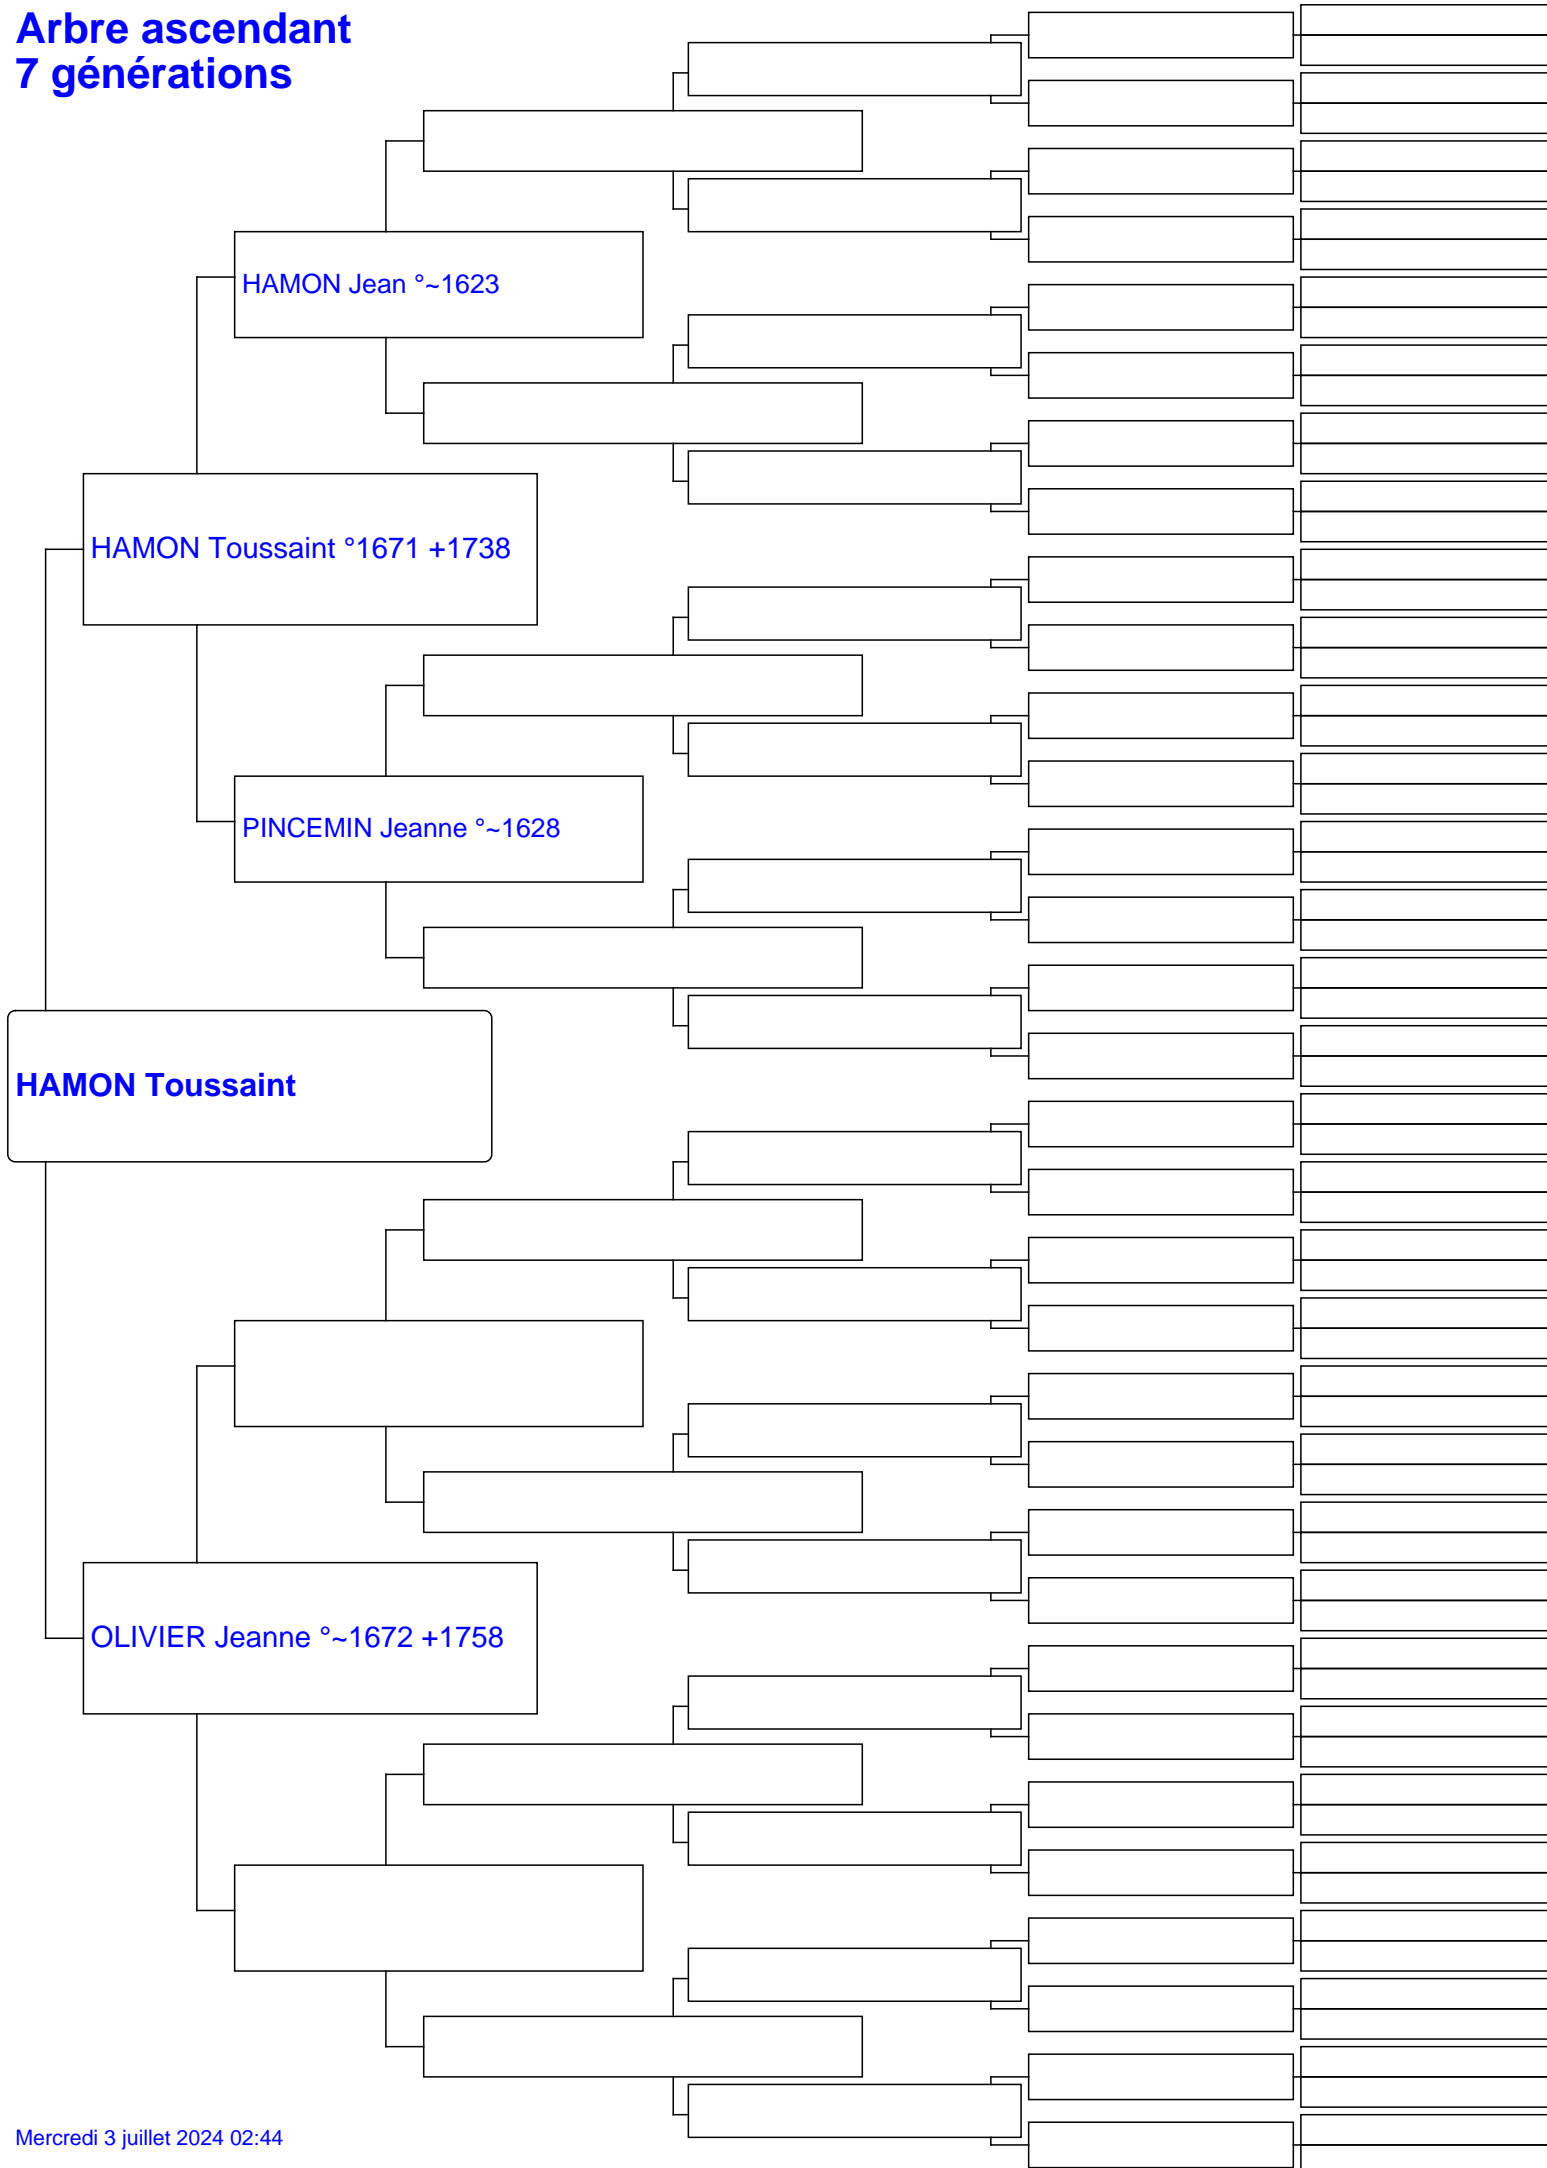 Arbre ascendant
7 générations
HAMON Jean °~1623
HAMON Toussaint °1671 +1738
PINCEMIN Jeanne °~1628
HAMON Toussaint
OLIVIER Jeanne °~1672 +1758
Mercredi 3 juillet 2024 02:44